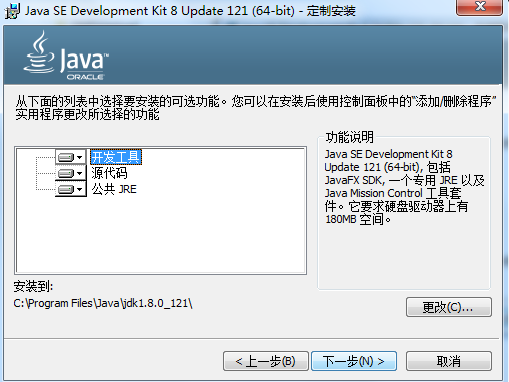 Java SE Development Kit 8 Update 121 (64-bit) - 定制安装
Java
ORACLE
从下面的列表中选择要安装的可选功能。您可以在安装后使用控制面板中的"添加/删除程序"
实用程序更改所选择的功能
开发工具
源代码
公共 JRE
功能说明
Java SE Development Kit 8
Update 121 (64-bit), 包括
JavaFX SDK, 一个专用 JRE 以及
Java Mission Control 工具套
件。它要求硬盘驱动器上有
180MB 空间。
安装到:
C:\Program Files\Java\jdk1.8.0_121\
更改(C)...
< 上一步(B)
下一步(N) >
取消